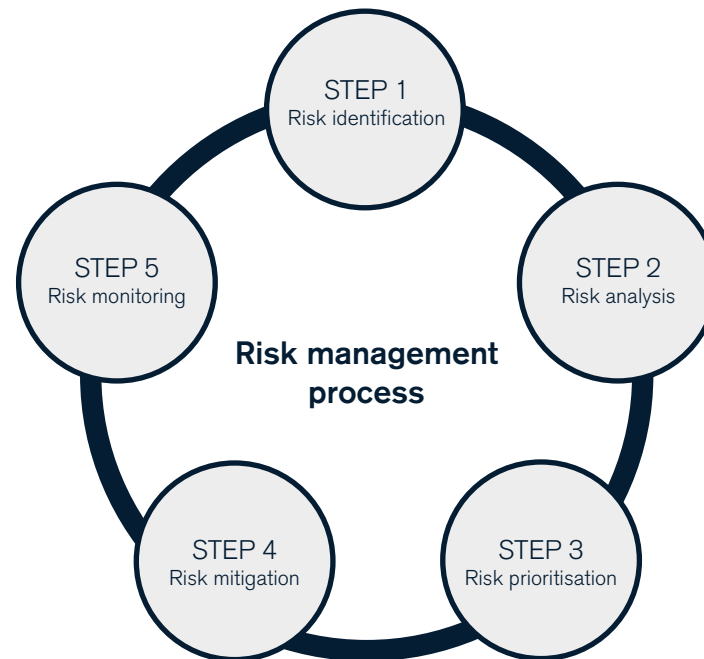 STEP 1
Risk identification
STEP 2
Risk analysis
STEP 3
Risk prioritisation
STEP 4
Risk mitigation
STEP 5
Risk monitoring
Risk management
process